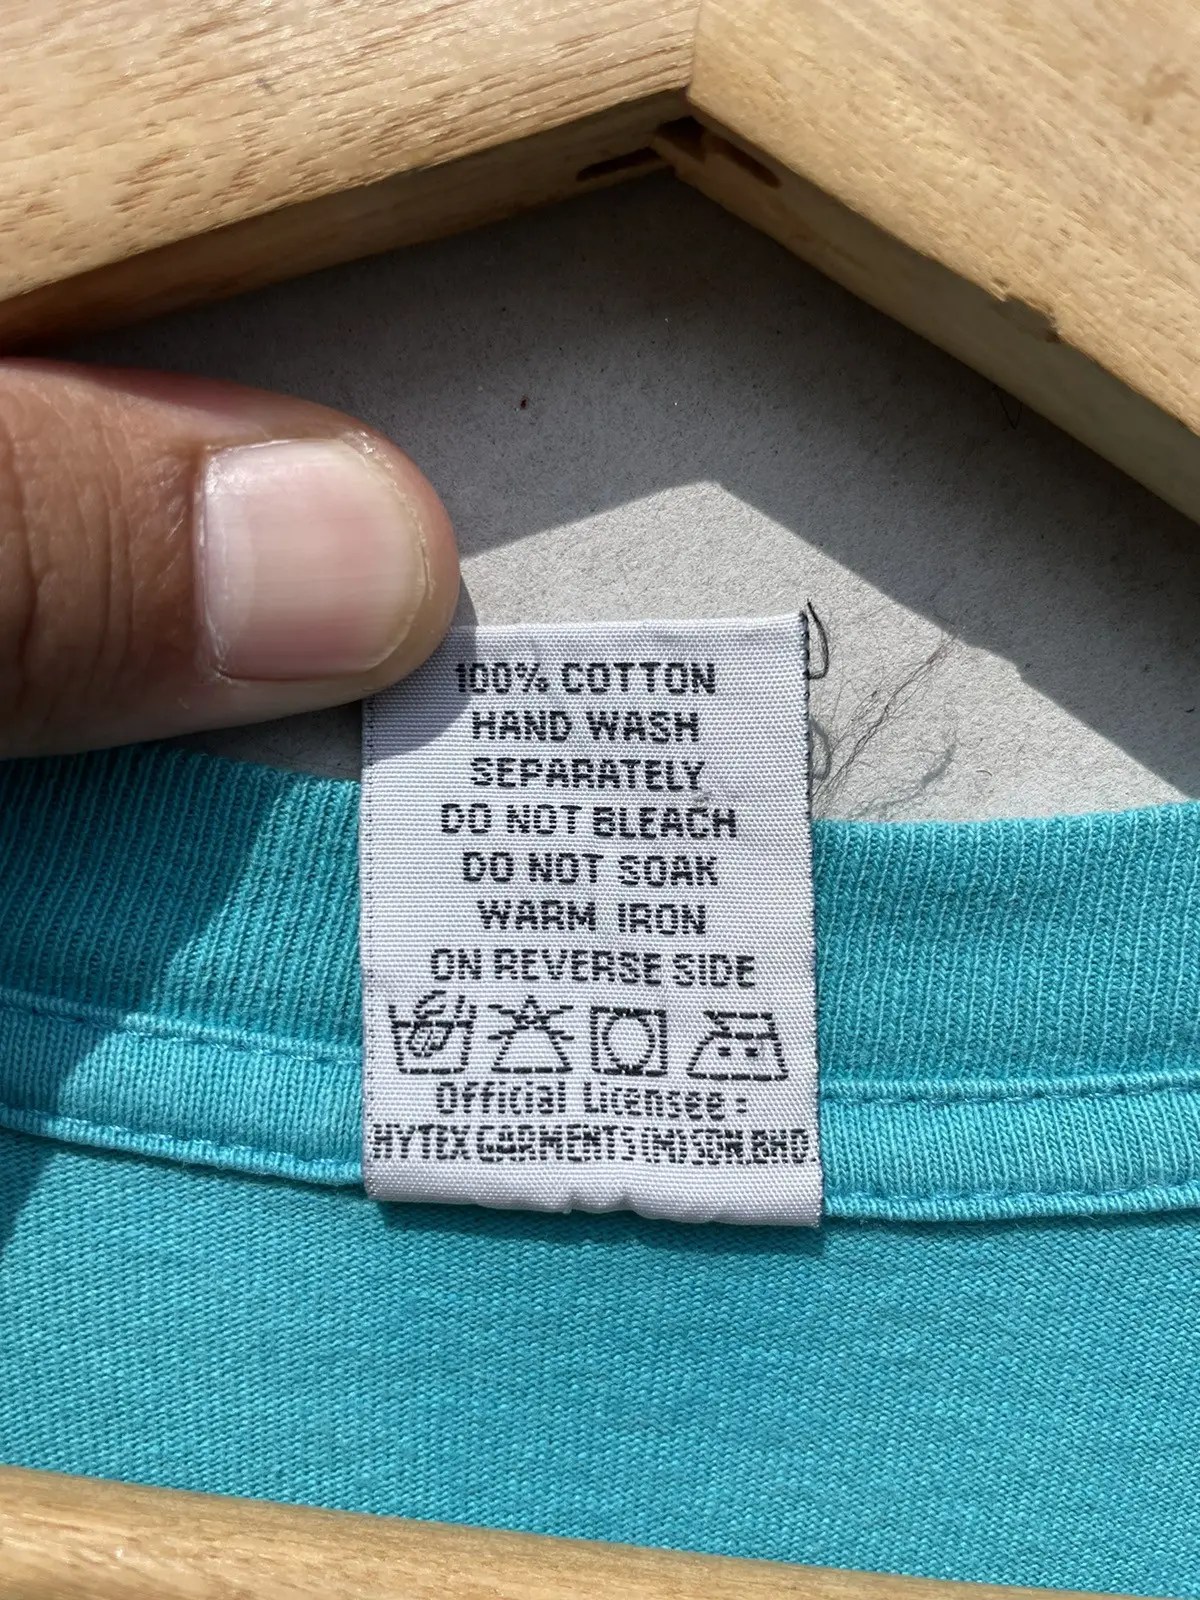 100% COTTON
HAND WASH
SEPARATELY
DO NOT BLEACH
DO NOT SOAK
WARM IRON
ON REVERSE SIDE
Official Licensee:
HYTEX GARMENTS (M) SDN.BHD